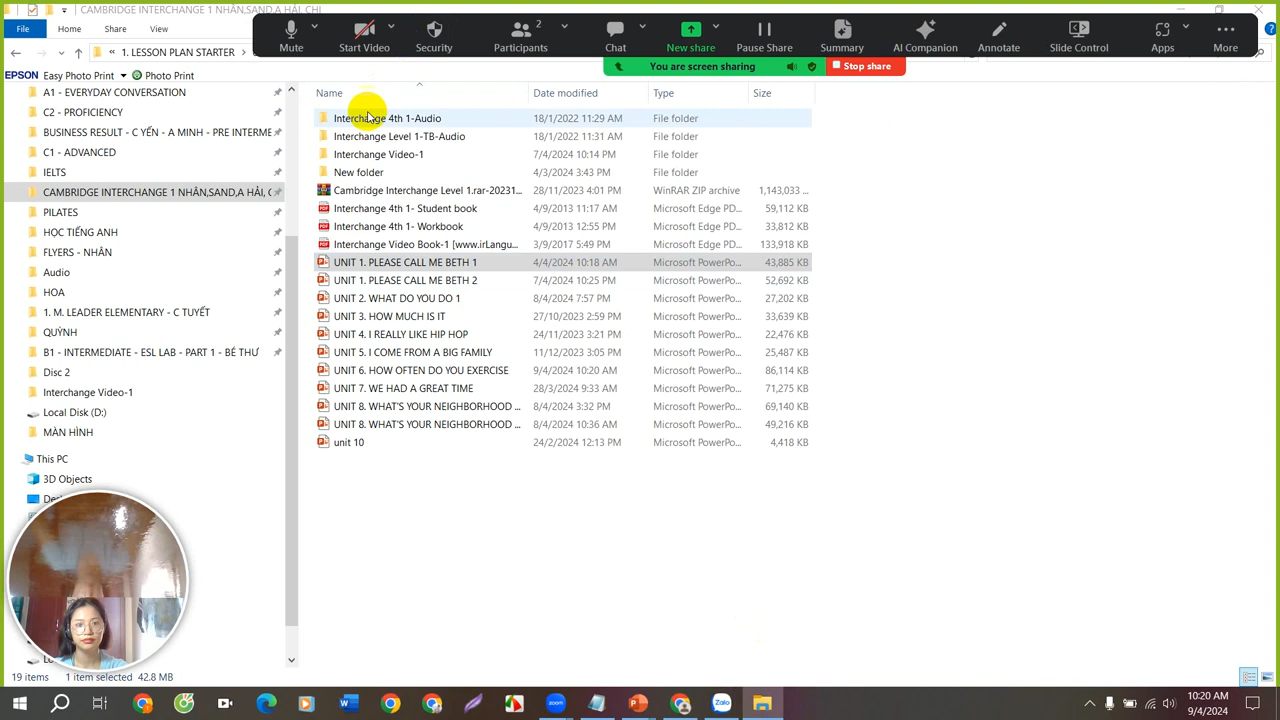 CAMBRIDGE INTERCHANGE 1 NHÂN,SAND,A HẢI, CHI
File Home Share View
Mute Start Video Security Participants 2 Chat New share Pause Share Summary AI Companion Annotate Slide Control Apps More
« 1. LESSON PLAN STARTER >
You are screen sharing Stop share
EPSON Easy Photo Print Photo Print
Name Date modified Type Size
A1 - EVERYDAY CONVERSATION
C2 - PROFICIENCY
BUSINESS RESULT - C YẾN - A MINH - PRE INTERME
C1 - ADVANCED
IELTS
CAMBRIDGE INTERCHANGE 1 NHÂN,SAND,A HẢI, C
PILATES
HỌC TIẾNG ANH
FLYERS - NHÂN
Audio
HOA
1. M. LEADER ELEMENTARY - C TUYẾT
QUỲNH
B1 - INTERMEDIATE - ESL LAB - PART 1 - BÉ THƯ
Disc 2
Interchange Video-1
Local Disk (D:)
MÀN HÌNH
This PC
3D Objects
Des
Lo
Interchange 4th 1-Audio 18/1/2022 11:29 AM File folder
Interchange Level 1-TB-Audio 18/1/2022 11:31 AM File folder
Interchange Video-1 7/4/2024 10:14 PM File folder
New folder 4/3/2024 3:43 PM File folder
Cambridge Interchange Level 1.rar-20231... 28/11/2023 4:01 PM WinRAR ZIP archive 1,143,033 ...
Interchange 4th 1- Student book 4/9/2013 11:17 AM Microsoft Edge PD... 59,112 KB
Interchange 4th 1- Workbook 4/9/2013 12:55 PM Microsoft Edge PD... 33,812 KB
Interchange Video Book-1 [www.irLangu... 3/9/2017 5:49 PM Microsoft Edge PD... 133,918 KB
UNIT 1. PLEASE CALL ME BETH 1 4/4/2024 10:18 AM Microsoft PowerPo... 43,885 KB
UNIT 1. PLEASE CALL ME BETH 2 7/4/2024 10:25 PM Microsoft PowerPo... 52,692 KB
UNIT 2. WHAT DO YOU DO 1 8/4/2024 7:57 PM Microsoft PowerPo... 27,202 KB
UNIT 3. HOW MUCH IS IT 27/10/2023 2:59 PM Microsoft PowerPo... 33,639 KB
UNIT 4. I REALLY LIKE HIP HOP 24/11/2023 3:21 PM Microsoft PowerPo... 22,476 KB
UNIT 5. I COME FROM A BIG FAMILY 11/12/2023 3:05 PM Microsoft PowerPo... 25,487 KB
UNIT 6. HOW OFTEN DO YOU EXERCISE 9/4/2024 10:20 AM Microsoft PowerPo... 86,114 KB
UNIT 7. WE HAD A GREAT TIME 28/3/2024 9:33 AM Microsoft PowerPo... 71,275 KB
UNIT 8. WHAT'S YOUR NEIGHBORHOOD ... 8/4/2024 3:32 PM Microsoft PowerPo... 69,140 KB
UNIT 8. WHAT'S YOUR NEIGHBORHOOD ... 8/4/2024 10:36 AM Microsoft PowerPo... 49,216 KB
unit 10 24/2/2024 12:13 PM Microsoft PowerPo... 4,418 KB
19 items 1 item selected 42.8 MB
zoom Zalo
10:20 AM
9/4/2024